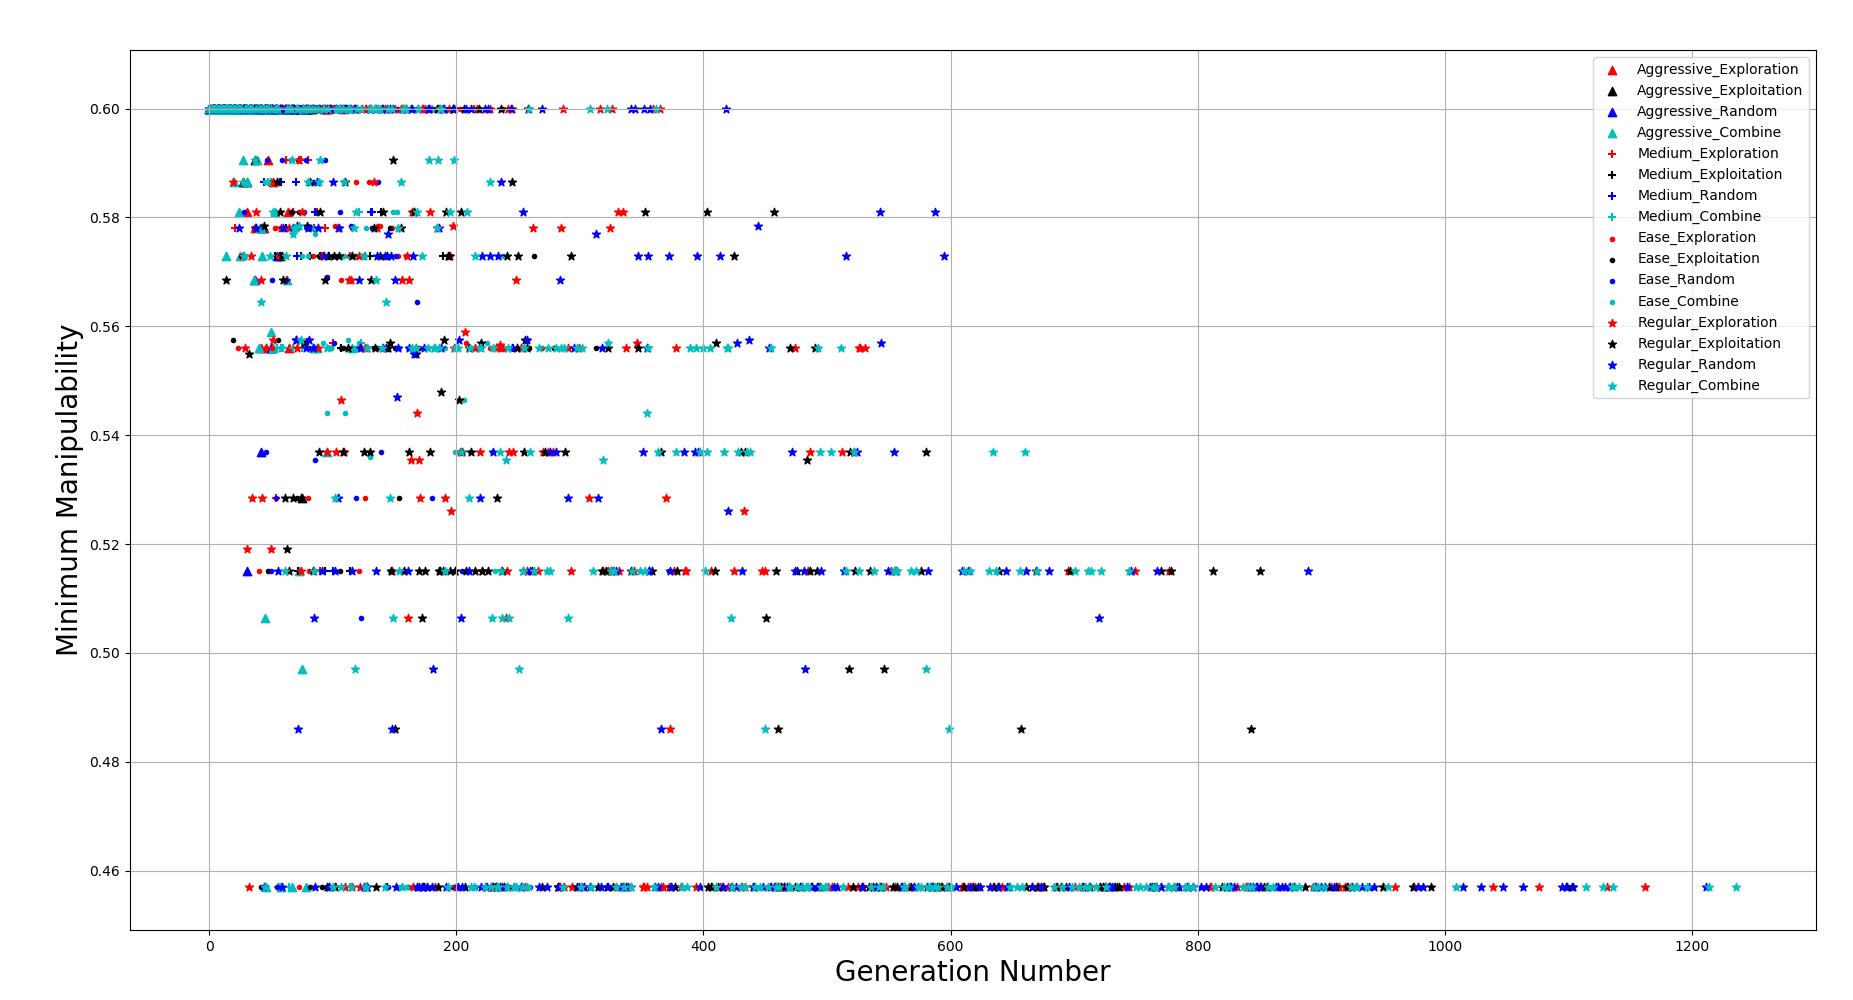 0.60
0.58
0.56
0.54
0.52
0.50
0.48
0.46
Minimum Manipulability
0
200
400
600
800
1000
1200
Generation Number
Aggressive_Exploration
Aggressive_Exploitation
Aggressive_Random
Aggressive_Combine
Medium_Exploration
Medium_Exploitation
Medium_Random
Medium_Combine
Ease_Exploration
Ease_Exploitation
Ease_Random
Ease_Combine
Regular_Exploration
Regular_Exploitation
Regular_Random
Regular_Combine